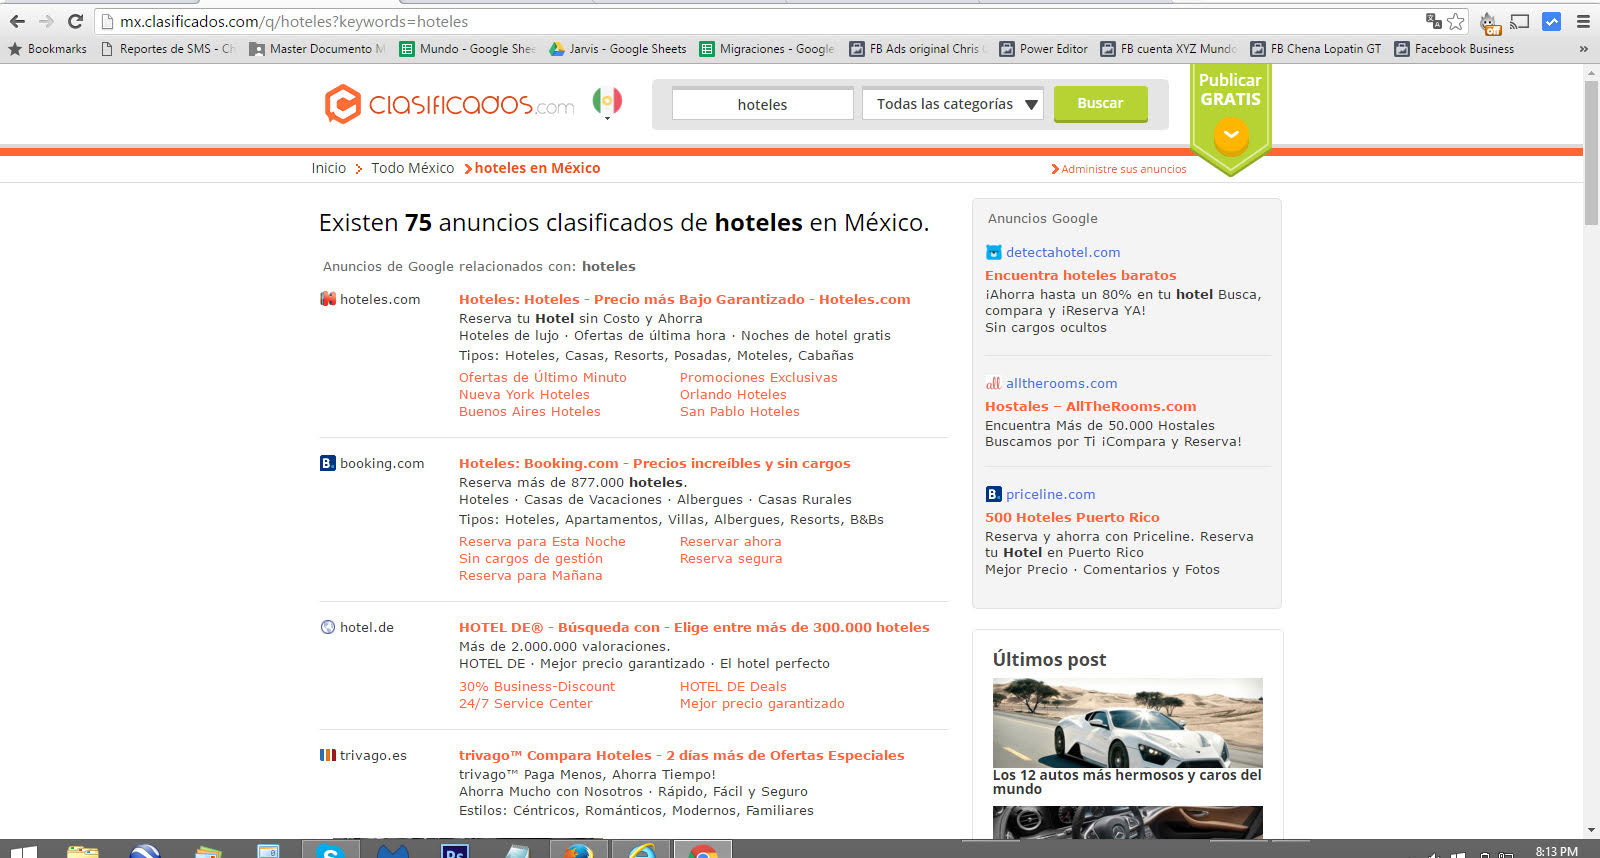 mx.clasificados.com/q/hoteles?keywords=hoteles
off
Bookmarks
Reportes de SMS - Ch
Master Documento M
Mundo - Google Shee
Jarvis - Google Sheets
Migraciones - Google
FB Ads original Chris
Power Editor
FB cuenta XYZ Mundo
FB Chena Lopatin GT
Facebook Business
»
CLASIFICADOS.com
hoteles
Todas las categorías
Buscar
Publicar
GRATIS
Inicio
Todo México
hoteles en México
Administre sus anuncios
Existen 75 anuncios clasificados de hoteles en México.
Anuncios de Google relacionados con: hoteles
hoteles.com
Hoteles: Hoteles - Precio más Bajo Garantizado - Hoteles.com
Reserva tu Hotel sin Costo y Ahorra
Hoteles de lujo · Ofertas de última hora · Noches de hotel gratis
Tipos: Hoteles, Casas, Resorts, Posadas, Moteles, Cabañas
Ofertas de Último Minuto
Promociones Exclusivas
Nueva York Hoteles
Orlando Hoteles
Buenos Aires Hoteles
San Pablo Hoteles
B. booking.com
Hoteles: Booking.com - Precios increíbles y sin cargos
Reserva más de 877.000 hoteles.
Hoteles · Casas de Vacaciones · Albergues · Casas Rurales
Tipos: Hoteles, Apartamentos, Villas, Albergues, Resorts, B&Bs
Reserva para Esta Noche
Reservar ahora
Sin cargos de gestión
Reserva segura
Reserva para Mañana
hotel.de
HOTEL DE® - Búsqueda con - Elige entre más de 300.000 hoteles
Más de 2.000.000 valoraciones.
HOTEL DE · Mejor precio garantizado · El hotel perfecto
30% Business-Discount
HOTEL DE Deals
24/7 Service Center
Mejor precio garantizado
trivago.es
trivago™ Compara Hoteles - 2 días más de Ofertas Especiales
trivago™ Paga Menos, Ahorra Tiempo!
Ahorra Mucho con Nosotros · Rápido, Fácil y Seguro
Estilos: Céntricos, Románticos, Modernos, Familiares
Anuncios Google
detectahotel.com
Encuentra hoteles baratos
¡Ahorra hasta un 80% en tu hotel Busca,
compara y ¡Reserva YA!
Sin cargos ocultos
all alltherooms.com
Hostales – AllTheRooms.com
Encuentra Más de 50.000 Hostales
Buscamos por Ti ¡Compara y Reserva!
B. priceline.com
500 Hoteles Puerto Rico
Reserva y ahorra con Priceline. Reserva
tu Hotel en Puerto Rico
Mejor Precio · Comentarios y Fotos
Últimos post
Los 12 autos más hermosos y caros del
mundo
Ps
8:13 PM